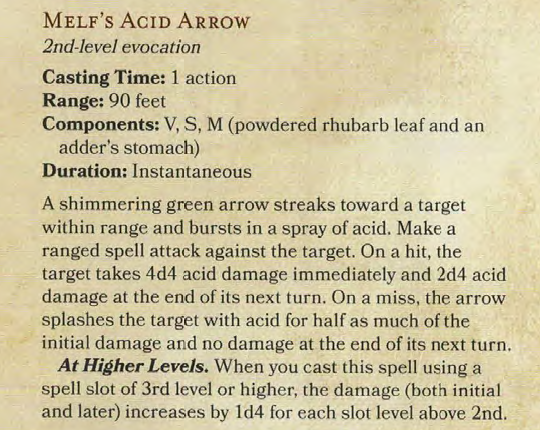 MELF'S ACID ARROW
2nd-level evocation
Casting Time: 1 action
Range: 90 feet
Components: V, S, M (powdered rhubarb leaf and an
adder's stomach)
Duration: Instantaneous
A shimmering green arrow streaks toward a target
within range and bursts in a spray of acid. Make a
ranged spell attack against the target. On a hit, the
target takes 4d4 acid damage immediately and 2d4 acid
damage at the end of its next turn. On a miss, the arrow
splashes the target with acid for half as much of the
initial damage and no damage at the end of its next turn.
At Higher Levels. When you cast this spell using a
spell slot of 3rd level or higher, the damage (both initial
and later) increases by 1d4 for each slot level above 2nd.